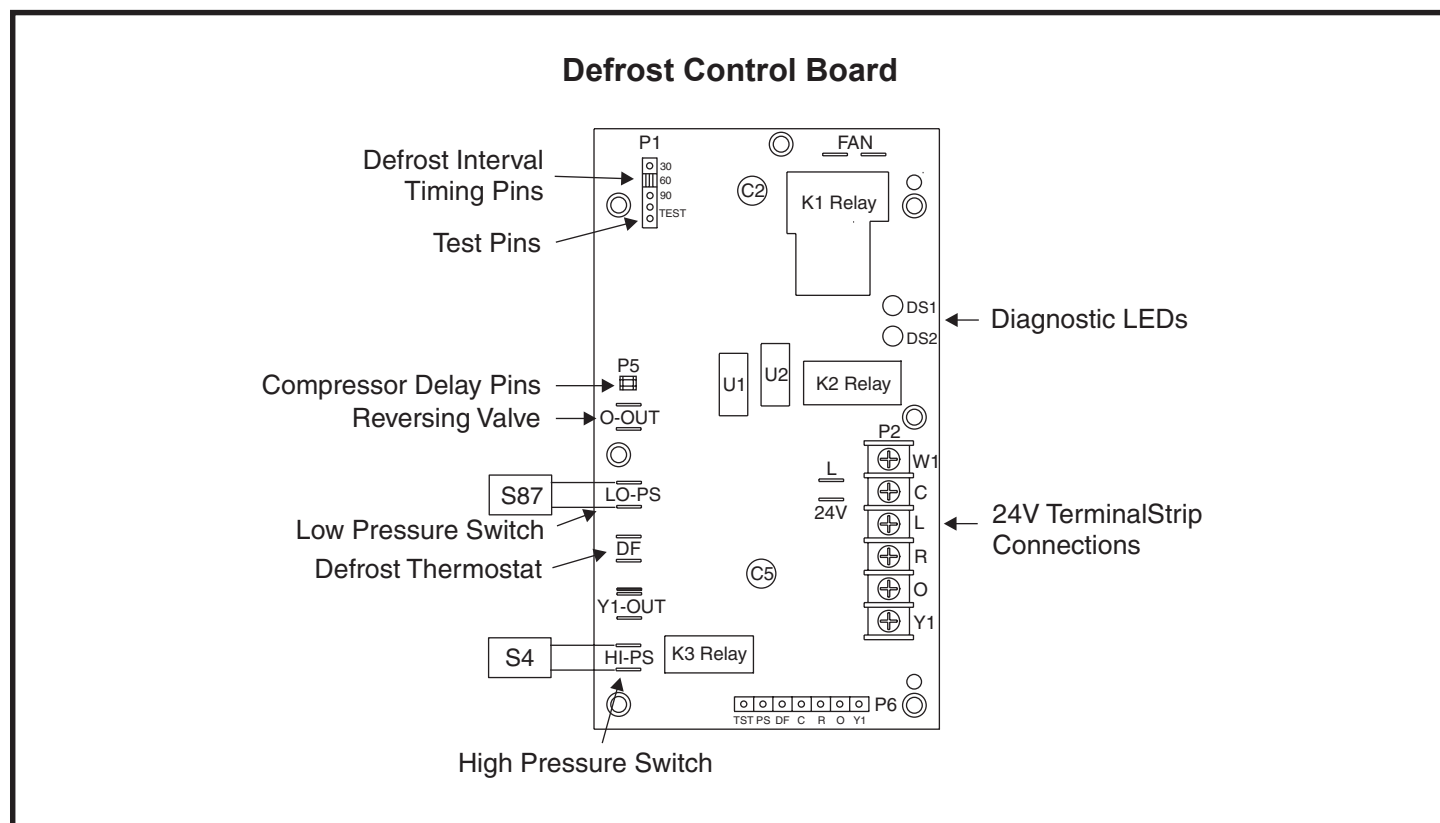 Defrost Control Board
P1
FAN
Defrost Interval
Timing Pins
30
60
90
TEST
C2
K1 Relay
Test Pins
DS1
DS2
Diagnostic LEDs
P5
U1
U2
K2 Relay
Compressor Delay Pins
Reversing Valve
O-OUT
P2
W1
C
L
R
O
Y1
L
24V
24V TerminalStrip
Connections
S87
LO-PS
Low Pressure Switch
DF
Defrost Thermostat
C5
Y1-OUT
S4
HI-PS
K3 Relay
P6
TST PS DF C R O Y1
High Pressure Switch